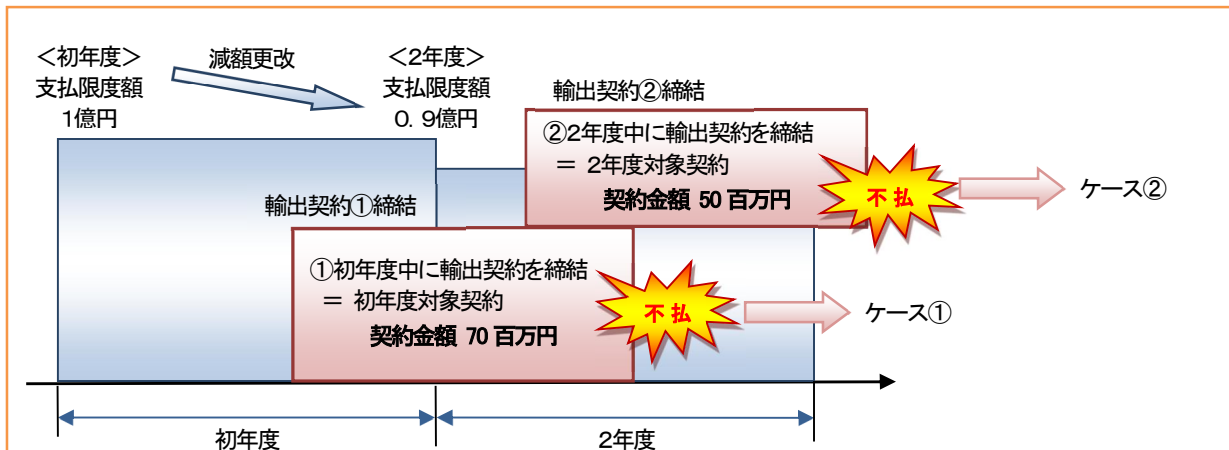 <初年度>
支払限度額
1億円
減額更改
<2年度>
支払限度額
0.9億円
輸出契約②締結
②2年度中に輸出契約を締結
= 2年度対象契約
契約金額 50 百万円
不払
ケース②
輸出契約①締結
①初年度中に輸出契約を締結
= 初年度対象契約
契約金額 70 百万円
不払
ケース①
初年度
2年度